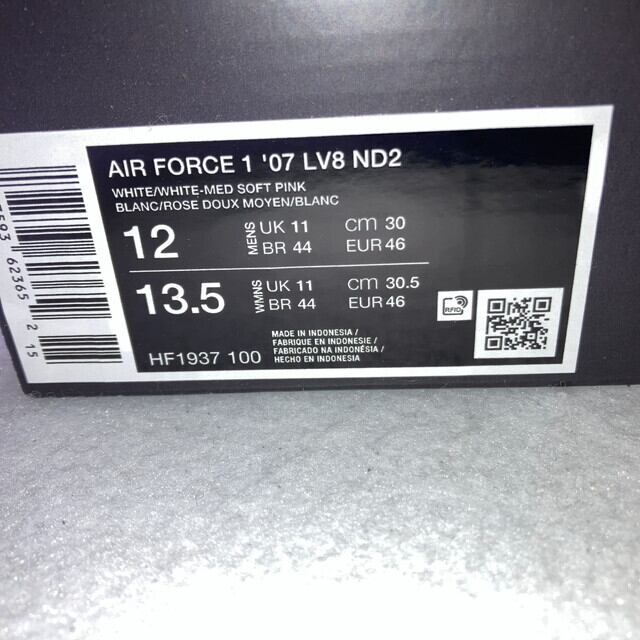 AIR FORCE 1 '07 LV8 ND2
WHITE/WHITE-MED SOFT PINK
BLANC/ROSE DOUX MOYEN/BLANC
12 MENS UK 11 cm 30
BR 44 EUR 46
13.5 WMNS UK 11 cm 30.5
BR 44 EUR 46
RFID
HF1937 100
MADE IN INDONESIA /
FABRIQUE EN INDONESIE /
FABRICADO NA INDONÉSIA /
HECHO EN INDONESIA
62365 2 15